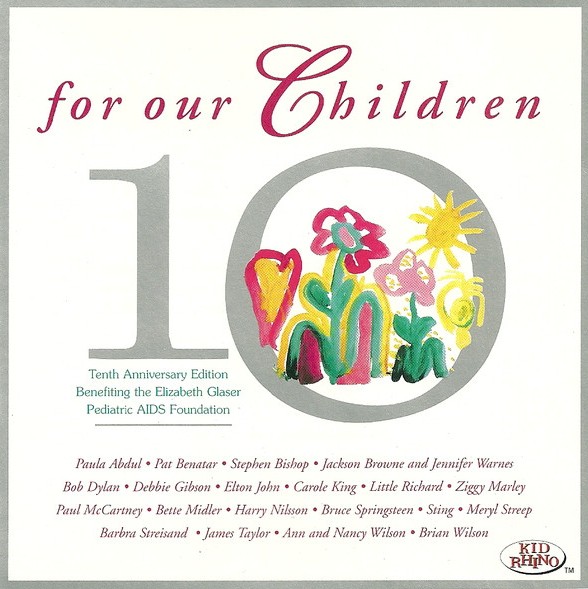 for our Children
10
Tenth Anniversary Edition
Benefiting the Elizabeth Glaser
Pediatric AIDS Foundation
Paula Abdul • Pat Benatar • Stephen Bishop • Jackson Browne and Jennifer Warnes
Bob Dylan • Debbie Gibson • Elton John • Carole King • Little Richard • Ziggy Marley
Paul McCartney • Bette Midler • Harry Nilsson • Bruce Springsteen • Sting • Meryl Streep
Barbra Streisand • James Taylor • Ann and Nancy Wilson • Brian Wilson
KID
RHINO TM